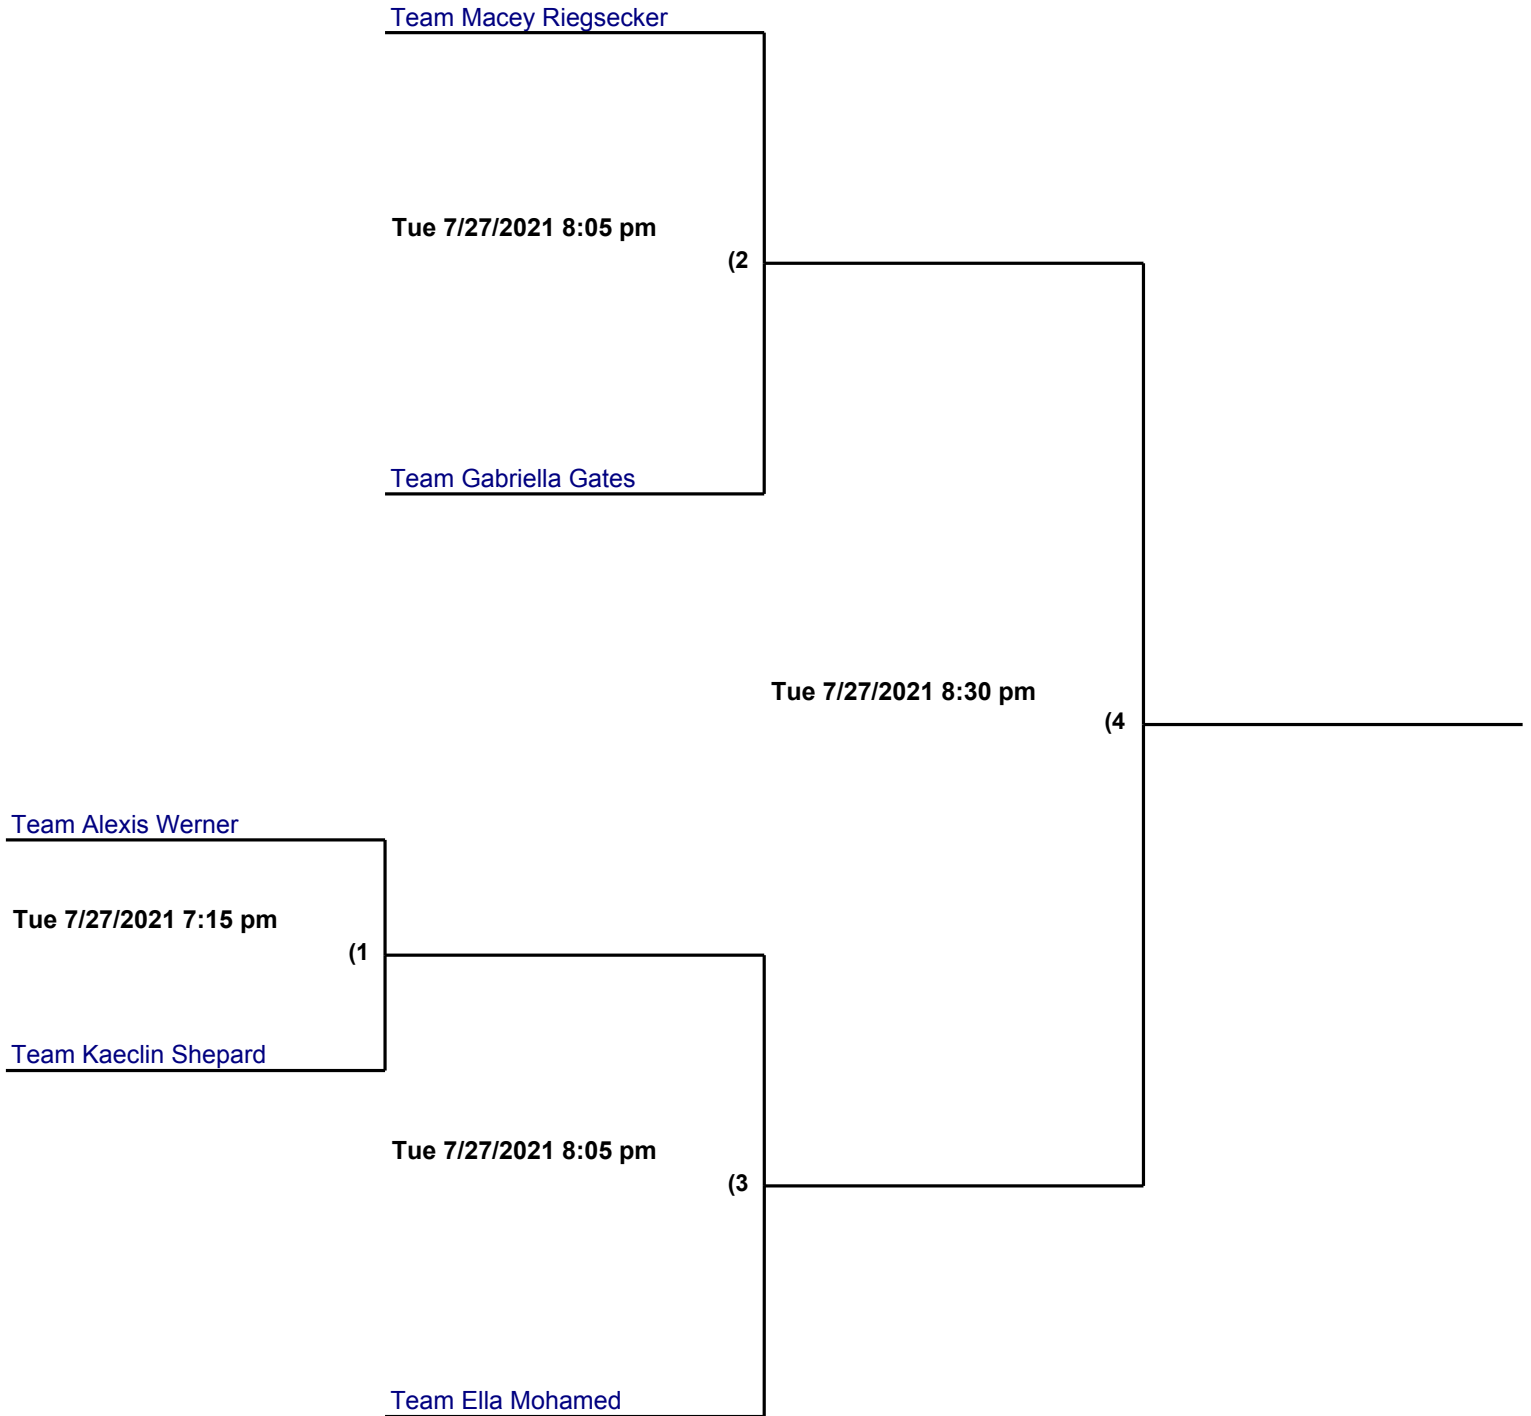 Team Macey Riegsecker
Tue 7/27/2021 8:05 pm
(2
Team Gabriella Gates
Tue 7/27/2021 8:30 pm
(4
Team Alexis Werner
Tue 7/27/2021 7:15 pm
(1
Team Kaeclin Shepard
Tue 7/27/2021 8:05 pm
(3
Team Ella Mohamed